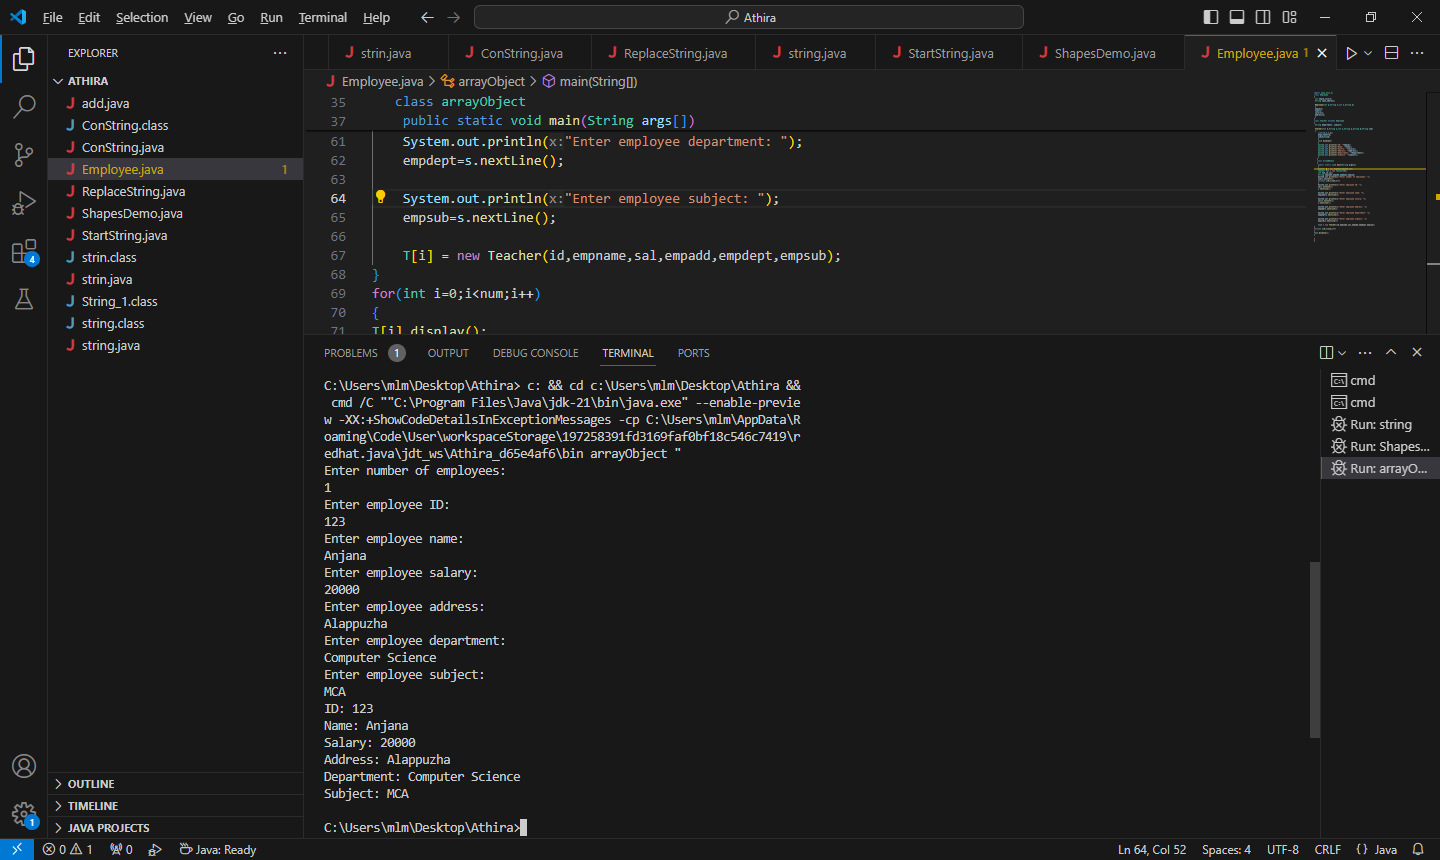 File Edit Selection View Go Run Terminal Help
Athira
EXPLORER
ATHIRA
add.java
ConString.class
ConString.java
Employee.java 1
ReplaceString.java
ShapesDemo.java
StartString.java
strin.class
strin.java
String_1.class
string.class
string.java
OUTLINE
TIMELINE
JAVA PROJECTS
4
1
strin.java ConString.java ReplaceString.java string.java StartString.java ShapesDemo.java Employee.java 1
Employee.java > arrayObject > main(String[])
35 class arrayObject
37 public static void main(String args[])
61 System.out.println(x:"Enter employee department: ");
62 empdept=s.nextLine();
63
64 System.out.println(x:"Enter employee subject: ");
65 empsub=s.nextLine();
66
67 T[i] = new Teacher(id,empname,sal,empadd,empdept,empsub);
68 }
69 for(int i=0;i<num;i++)
70 {
71 T[i].display();
PROBLEMS 1 OUTPUT DEBUG CONSOLE TERMINAL PORTS
C:\Users\mlm\Desktop\Athira> c: && cd c:\Users\mlm\Desktop\Athira &&
cmd /C ""C:\Program Files\Java\jdk-21\bin\java.exe" --enable-previe
w -XX:+ShowCodeDetailsInExceptionMessages -cp C:\Users\mlm\AppData\R
oaming\Code\User\workspaceStorage\197258391fd3169faf0bf18c546c7419\r
edhat.java\jdt_ws\Athira_d65e4af6\bin arrayObject "
Enter number of employees:
1
Enter employee ID:
123
Enter employee name:
Anjana
Enter employee salary:
20000
Enter employee address:
Alappuzha
Enter employee department:
Computer Science
Enter employee subject:
MCA
ID: 123
Name: Anjana
Salary: 20000
Address: Alappuzha
Department: Computer Science
Subject: MCA
C:\Users\mlm\Desktop\Athira>
cmd
cmd
Run: string
Run: Shapes...
Run: arrayO...
0 1 0 Java: Ready Ln 64, Col 52 Spaces: 4 UTF-8 CRLF { } Java